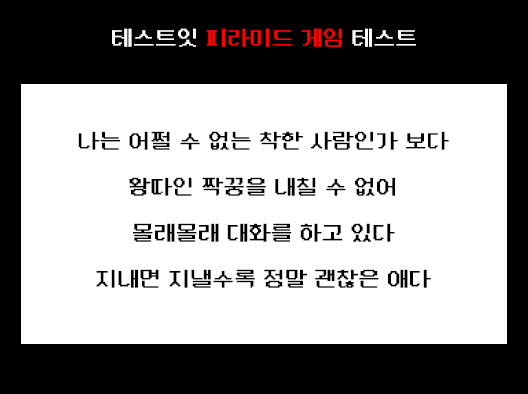 테스트잇 피라미드 게임 테스트
나는 어쩔 수 없는 착한 사람인가 보다
왕따인 짝꿍을 내칠 수 없어
몰래몰래 대화를 하고 있다
지내면 지낼수록 정말 괜찮은 애다